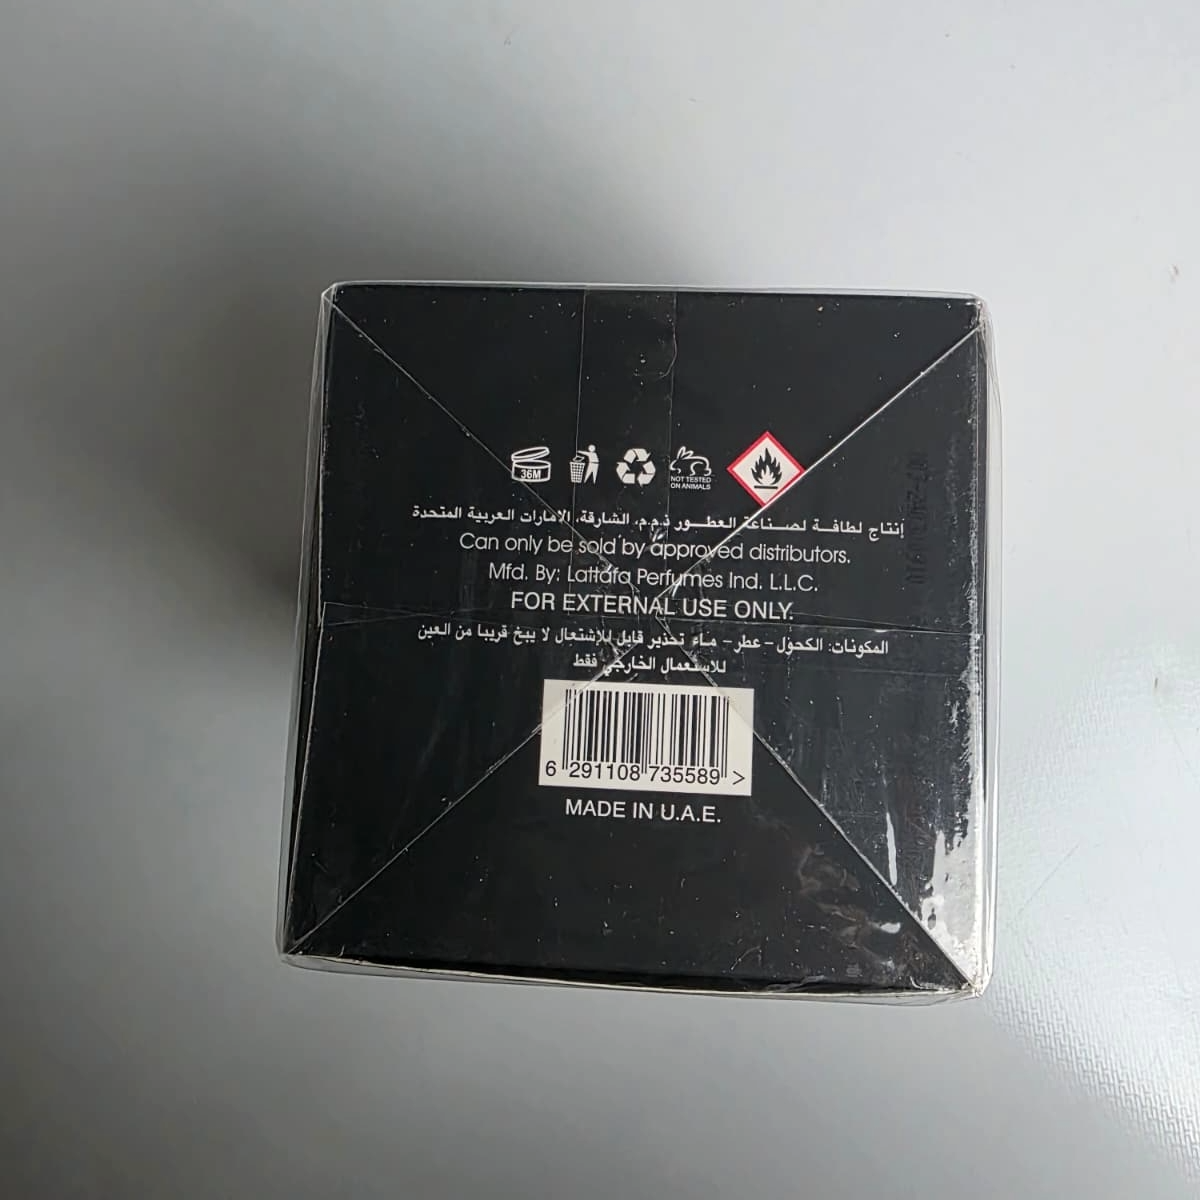 36M
NOT TESTED
ON ANIMALS
إنتاج لطافة لصناعة العطور ذ.م.م، الشارقة، الإمارات العربية المتحدة
Can only be sold by approved distributors.
Mfd. By: Lattafa Perfumes Ind. L.L.C.
FOR EXTERNAL USE ONLY.
المكونات: الكحول - عطر - ماء تحذير قابل للإشتعال لا يبخ قريبا من العين
للاستعمال الخارجي فقط
6 291108 735589 >
MADE IN U.A.E.